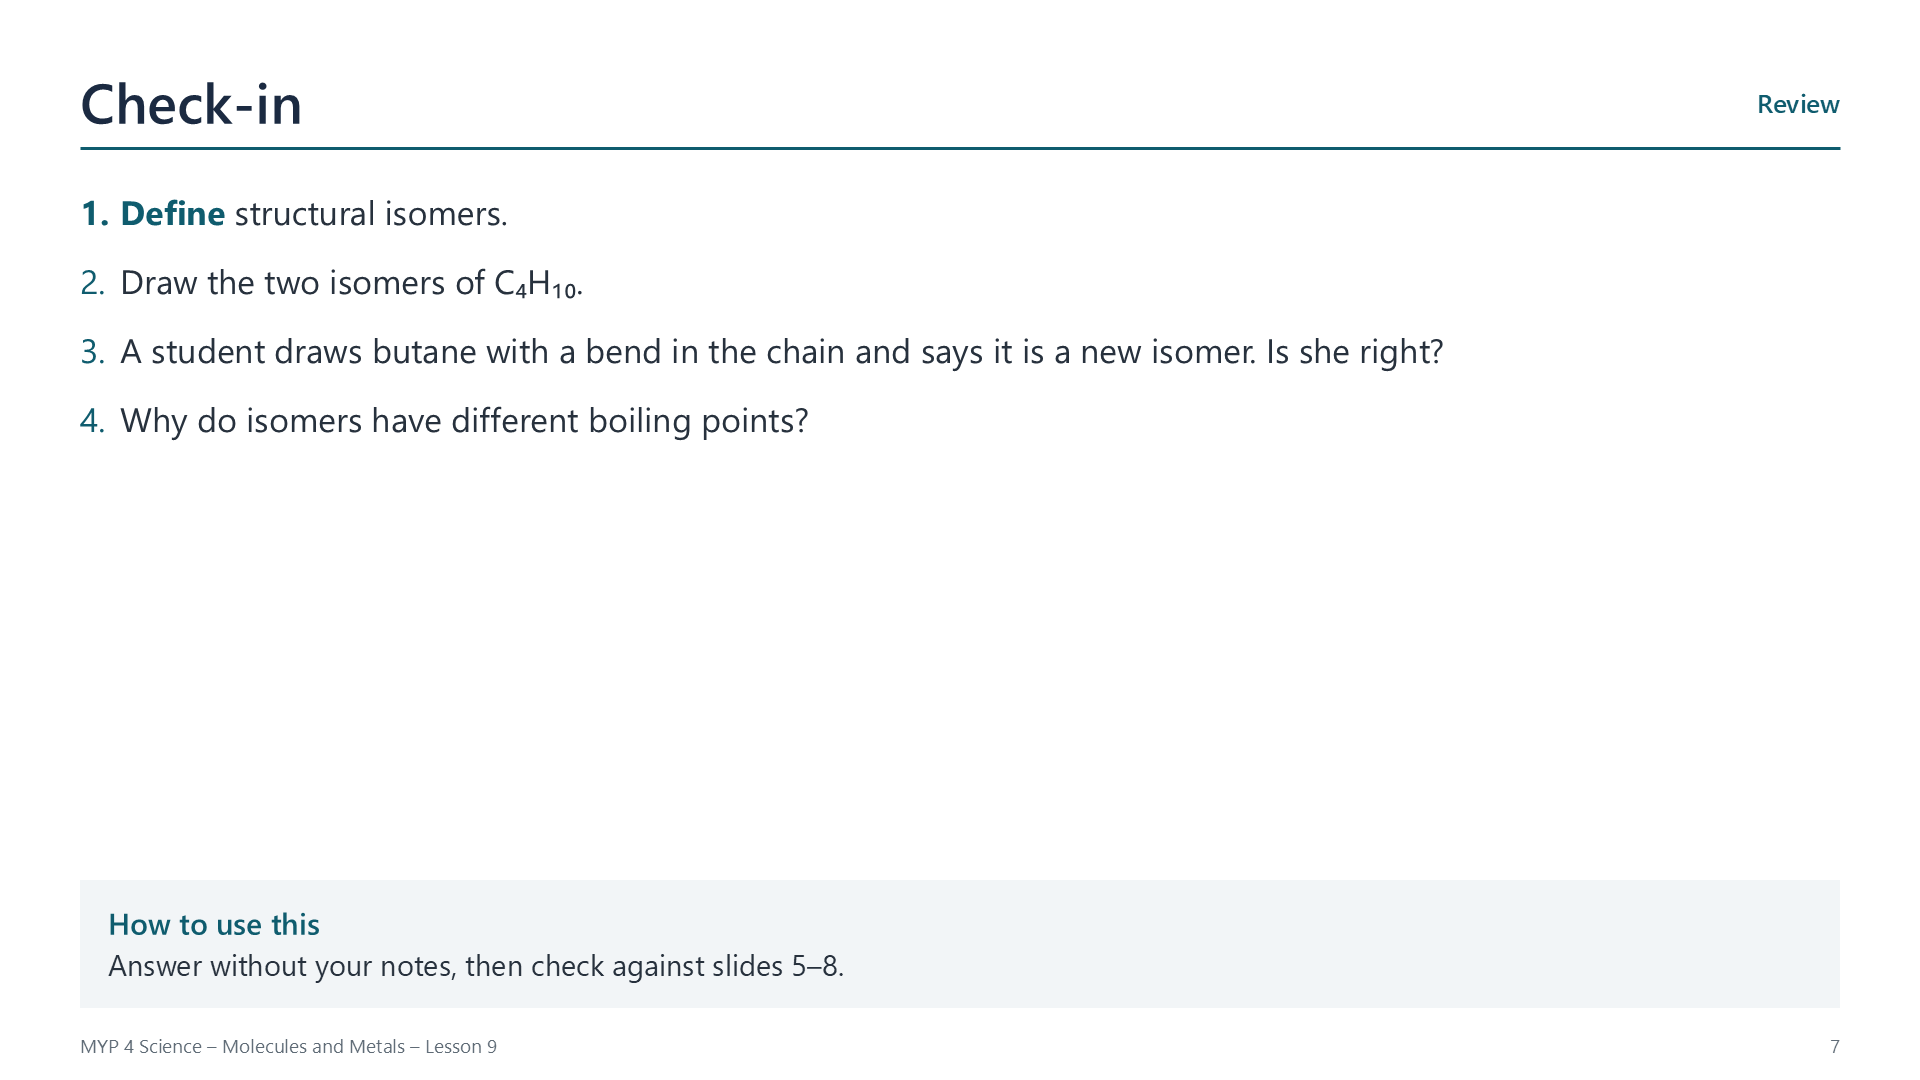 Check-in
Review
1. Define structural isomers.
2. Draw the two isomers of C₄H₁₀.
3. A student draws butane with a bend in the chain and says it is a new isomer. Is she right?
4. Why do isomers have different boiling points?
How to use this
Answer without your notes, then check against slides 5–8.
MYP 4 Science – Molecules and Metals – Lesson 9
7